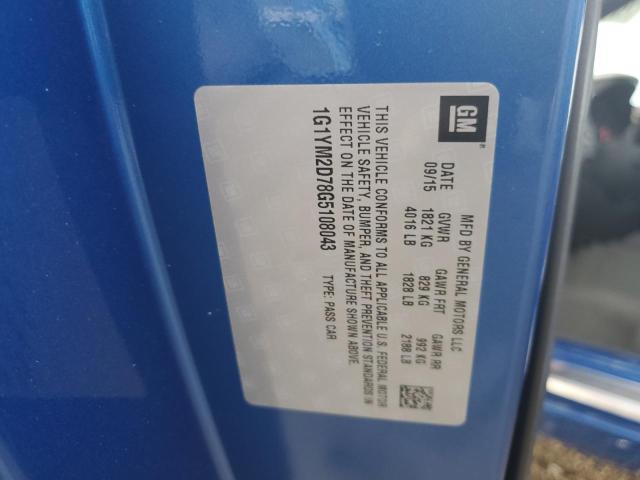 GM
MFD BY GENERAL MOTORS LLC
DATE GVWR GAWR FRT GAWR RR
09/15 1821 KG 829 KG 992 KG
4016 LB 1828 LB 2188 LB
THIS VEHICLE CONFORMS TO ALL APPLICABLE U.S. FEDERAL MOTOR
VEHICLE SAFETY, BUMPER, AND THEFT PREVENTION STANDARDS IN
EFFECT ON THE DATE OF MANUFACTURE SHOWN ABOVE.
1G1YM2D78G5108043 TYPE: PASS CAR